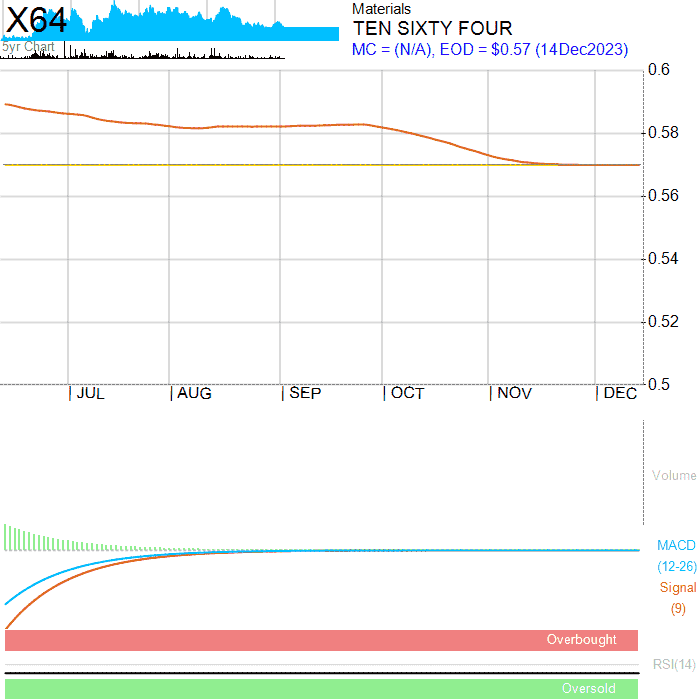 X64
5yr Chart
Materials
TEN SIXTY FOUR
MC = (N/A), EOD = $0.57 (14Dec2023)
0.6
0.58
0.56
0.54
0.52
0.5
JUL
AUG
SEP
OCT
NOV
DEC
Volume
MACD
(12-26)
Signal
(9)
Overbought
RSI(14)
Oversold